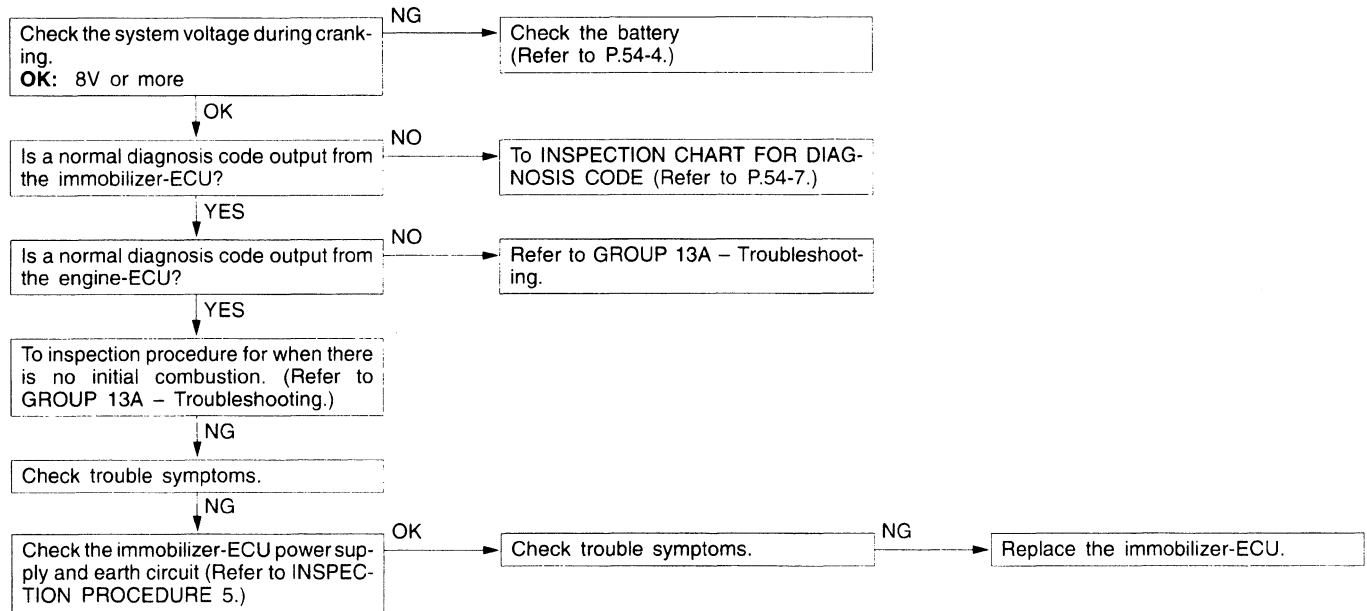 Check the system voltage during crank-
ing.
OK: 8V or more
NG
Check the battery
(Refer to P.54-4.)
OK
Is a normal diagnosis code output from
the immobilizer-ECU?
NO
To INSPECTION CHART FOR DIAG-
NOSIS CODE (Refer to P.54-7.)
YES
Is a normal diagnosis code output from
the engine-ECU?
NO
Refer to GROUP 13A – Troubleshoot-
ing.
YES
To inspection procedure for when there
is no initial combustion. (Refer to
GROUP 13A – Troubleshooting.)
NG
Check trouble symptoms.
NG
Check the immobilizer-ECU power sup-
ply and earth circuit (Refer to INSPEC-
TION PROCEDURE 5.)
OK
Check trouble symptoms.
NG
Replace the immobilizer-ECU.